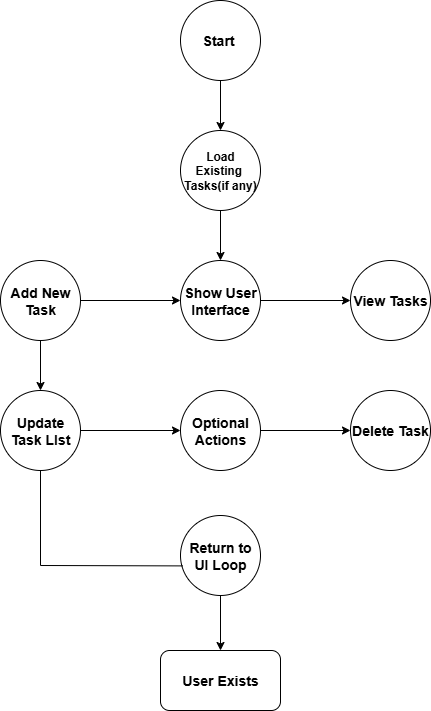 Start
Load
Existing
Tasks(if any)
Add New
Task
Show User
Interface
View Tasks
Update
Task LIst
Optional
Actions
Delete Task
Return to
UI Loop
User Exists